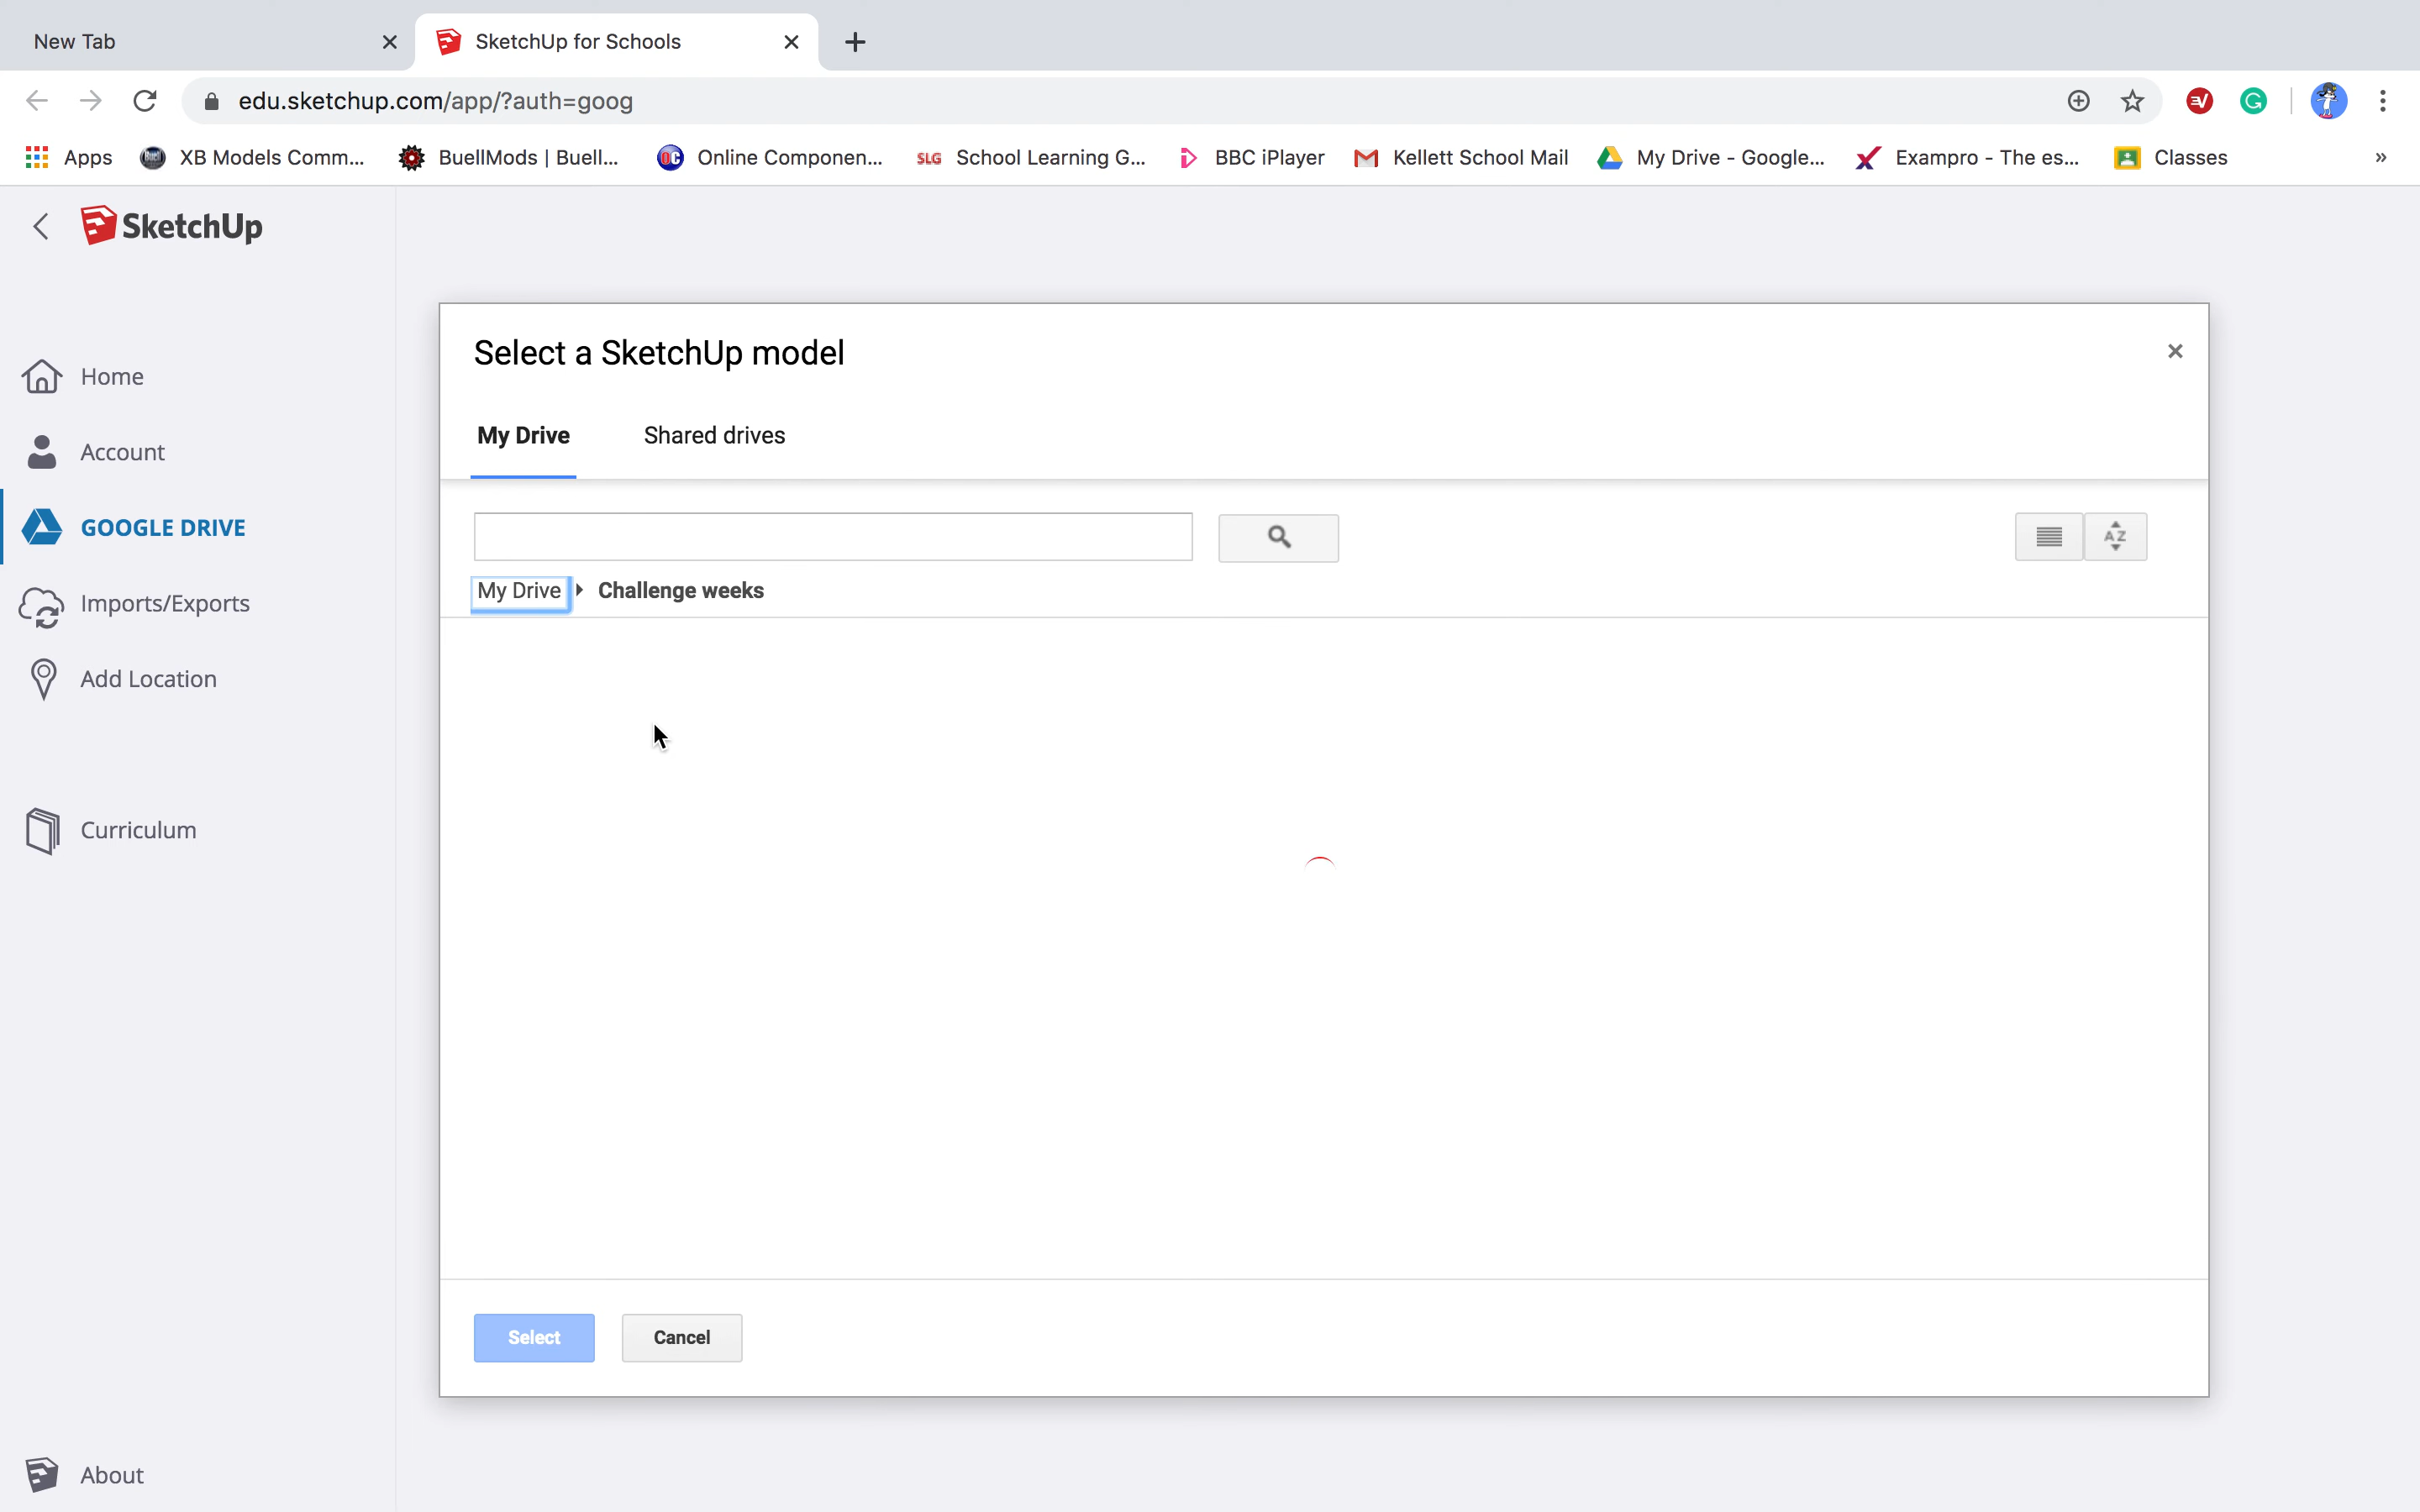 New Tab
SketchUp for Schools
edu.sketchup.com/app/?auth=goog
Apps
XB Models Comm...
BuellMods | Buell...
OC
Online Componen...
SLG
School Learning G...
BBC iPlayer
Kellett School Mail
My Drive - Google...
Exampro - The es...
Classes
»
SketchUp
Home
Account
GOOGLE DRIVE
Imports/Exports
Add Location
Curriculum
About
Select a SketchUp model
My Drive
Shared drives
AZ
My Drive
Challenge weeks
Select
Cancel